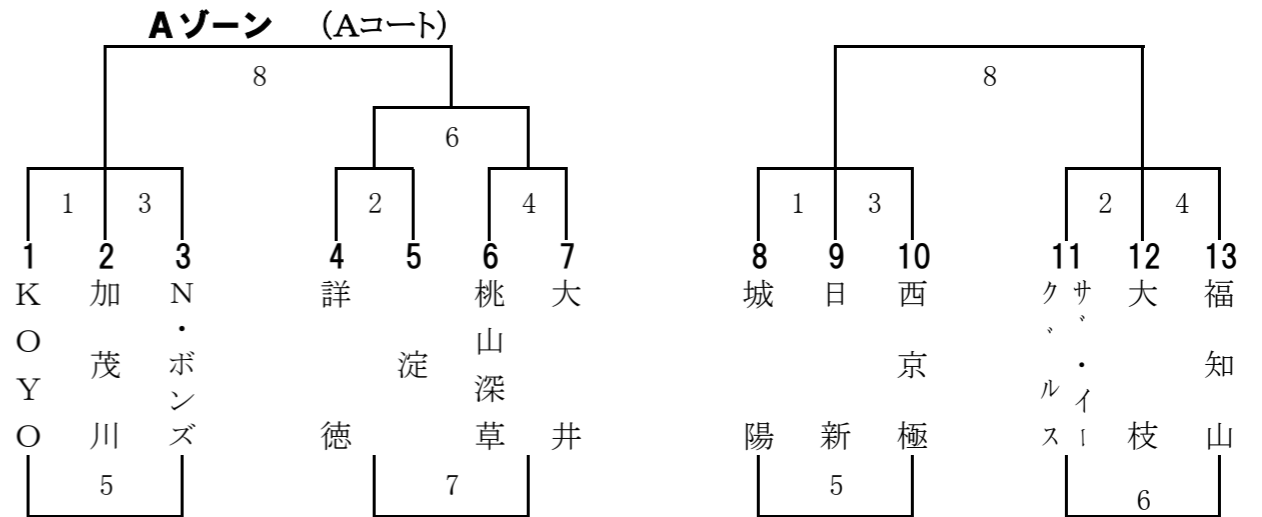 Aゾーン （Aコート）
8 8
6
1 3 2 4 1 3 2 4
1 2 3 4 5 6 7 8 9 10 11 12 13
KOYO
加茂川
N・ボンズ
詳徳
淀
桃山深草
大井
城陽
日新
西京極
ザ・イーグルス
大枝
福知山
5 7 5 6